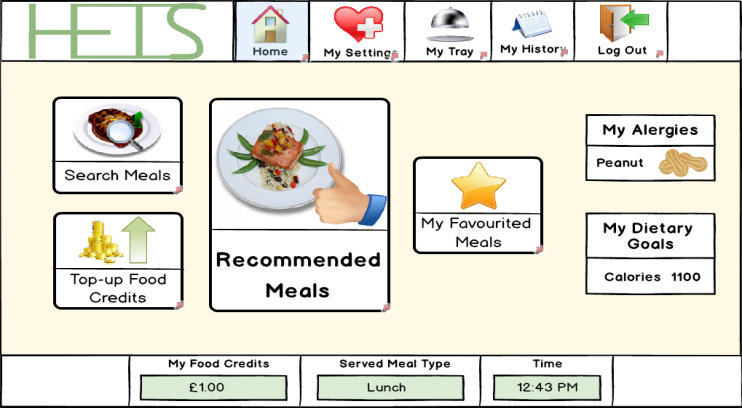 HEIS
Home
My Settings
My Tray
My History
Log Out
Search Meals
Top-up Food
Credits
Recommended
Meals
My Favourited
Meals
My Alergies
Peanut
My Dietary
Goals
Calories 1100
My Food Credits
£1.00
Served Meal Type
Lunch
Time
12:43 PM